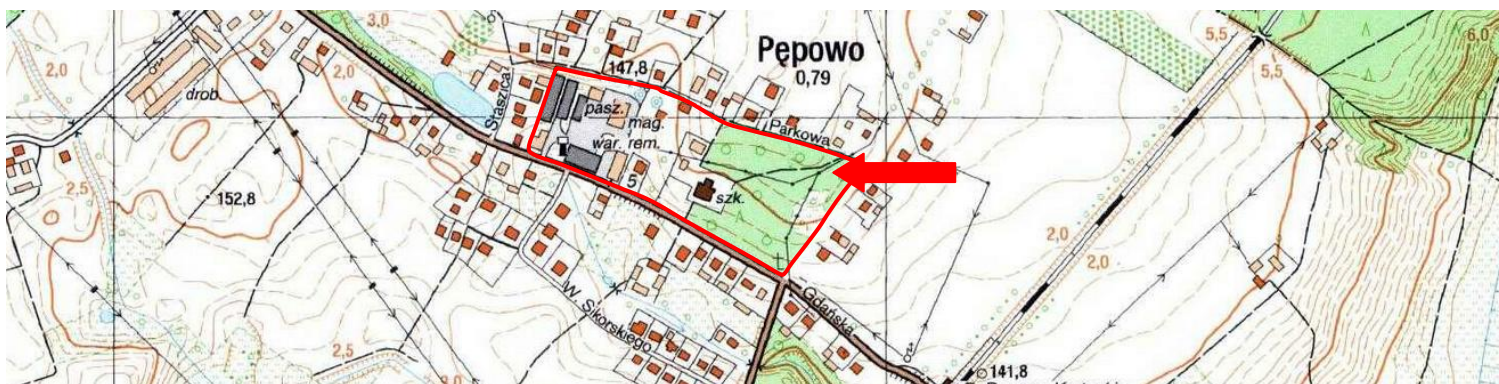 3,0
5,5
6,0
147,8
Pępowo
0,79
5,5
2,0
2,0
drob
Staszica
pasz.
mag.
war. rem.
Parkowa
2,5
152,8
5
szk.
2,0
2,0
W. Sikorskiego
Gdańska
2,5
141,8